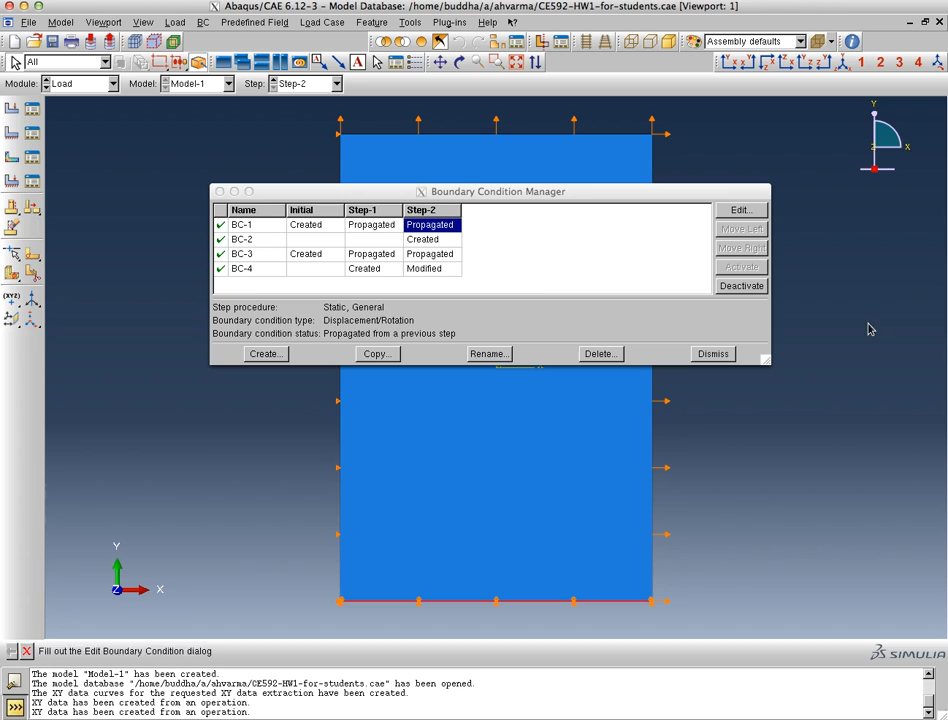 Abaqus/CAE 6.12-3 - Model Database: /home/buddha/a/ahvarma/CE592-HW1-for-students.cae [Viewport: 1]
File Model Viewport View Load BC Predefined Field Load Case Feature Tools Plug-ins Help
Assembly defaults
All
1 2 3 4
Module: Load Model: Model-1 Step: Step-2
Y
X
Z
Boundary Condition Manager
Name Initial Step-1 Step-2
Edit...
BC-1 Created Propagated Propagated
Move Left
BC-2 Created
Move Right
BC-3 Created Propagated Propagated
Activate
BC-4 Created Modified
Deactivate
Step procedure: Static, General
Boundary condition type: Displacement/Rotation
Boundary condition status: Propagated from a previous step
Create... Copy... Rename... Delete... Dismiss
(XYZ)
Y
Z X
Fill out the Edit Boundary Condition dialog
SIMULIA
The model "Model-1" has been created.
The model database "/home/buddha/a/ahvarma/CE592-HW1-for-students.cae" has been opened.
The XY data curves for the requested XY data extraction have been created.
XY data has been created from an operation.
XY data has been created from an operation.
>>>